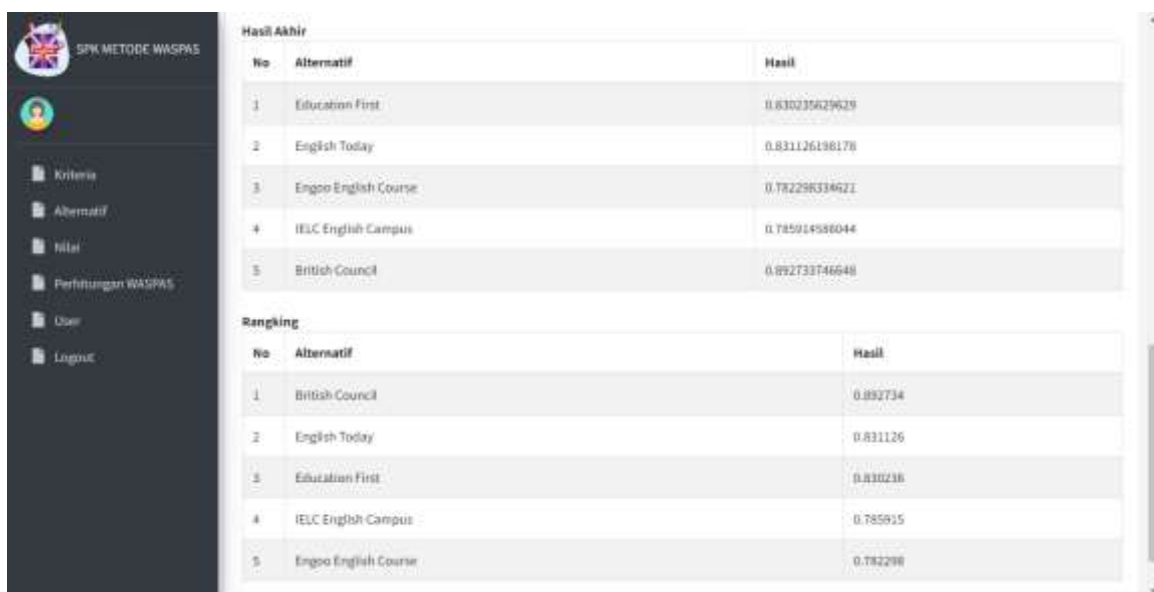 SPK METODE WASPAS
Kriteria
Alternatif
Nilai
Perhitungan WASPAS
User
Logout
Hasil Akhir
No Alternatif Hasil
1 Education First 0.830235629629
2 English Today 0.831126198178
3 Engoo English Course 0.782298334621
4 IELC English Campus 0.785914588044
5 British Council 0.892733746648
Rangking
No Alternatif Hasil
1 British Council 0.892734
2 English Today 0.831126
3 Education First 0.830236
4 IELC English Campus 0.785915
5 Engoo English Course 0.782298